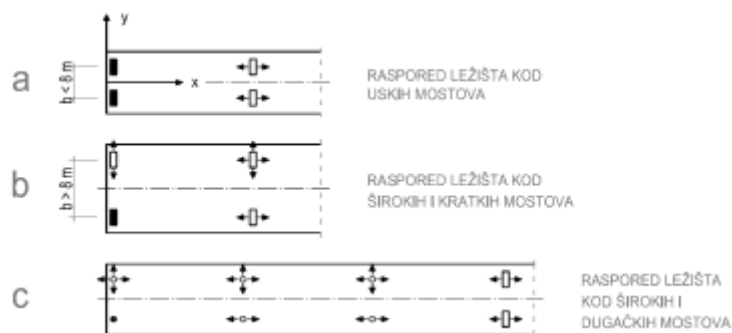 y
a
b < 8 m
x
RASPORED LEŽIŠTA KOD
USKIH MOSTOVA
b
b > 8 m
RASPORED LEŽIŠTA KOD
ŠIROKIH I KRATKIH MOSTOVA
c
RASPORED LEŽIŠTA
KOD ŠIROKIH I
DUGAČKIH MOSTOVA